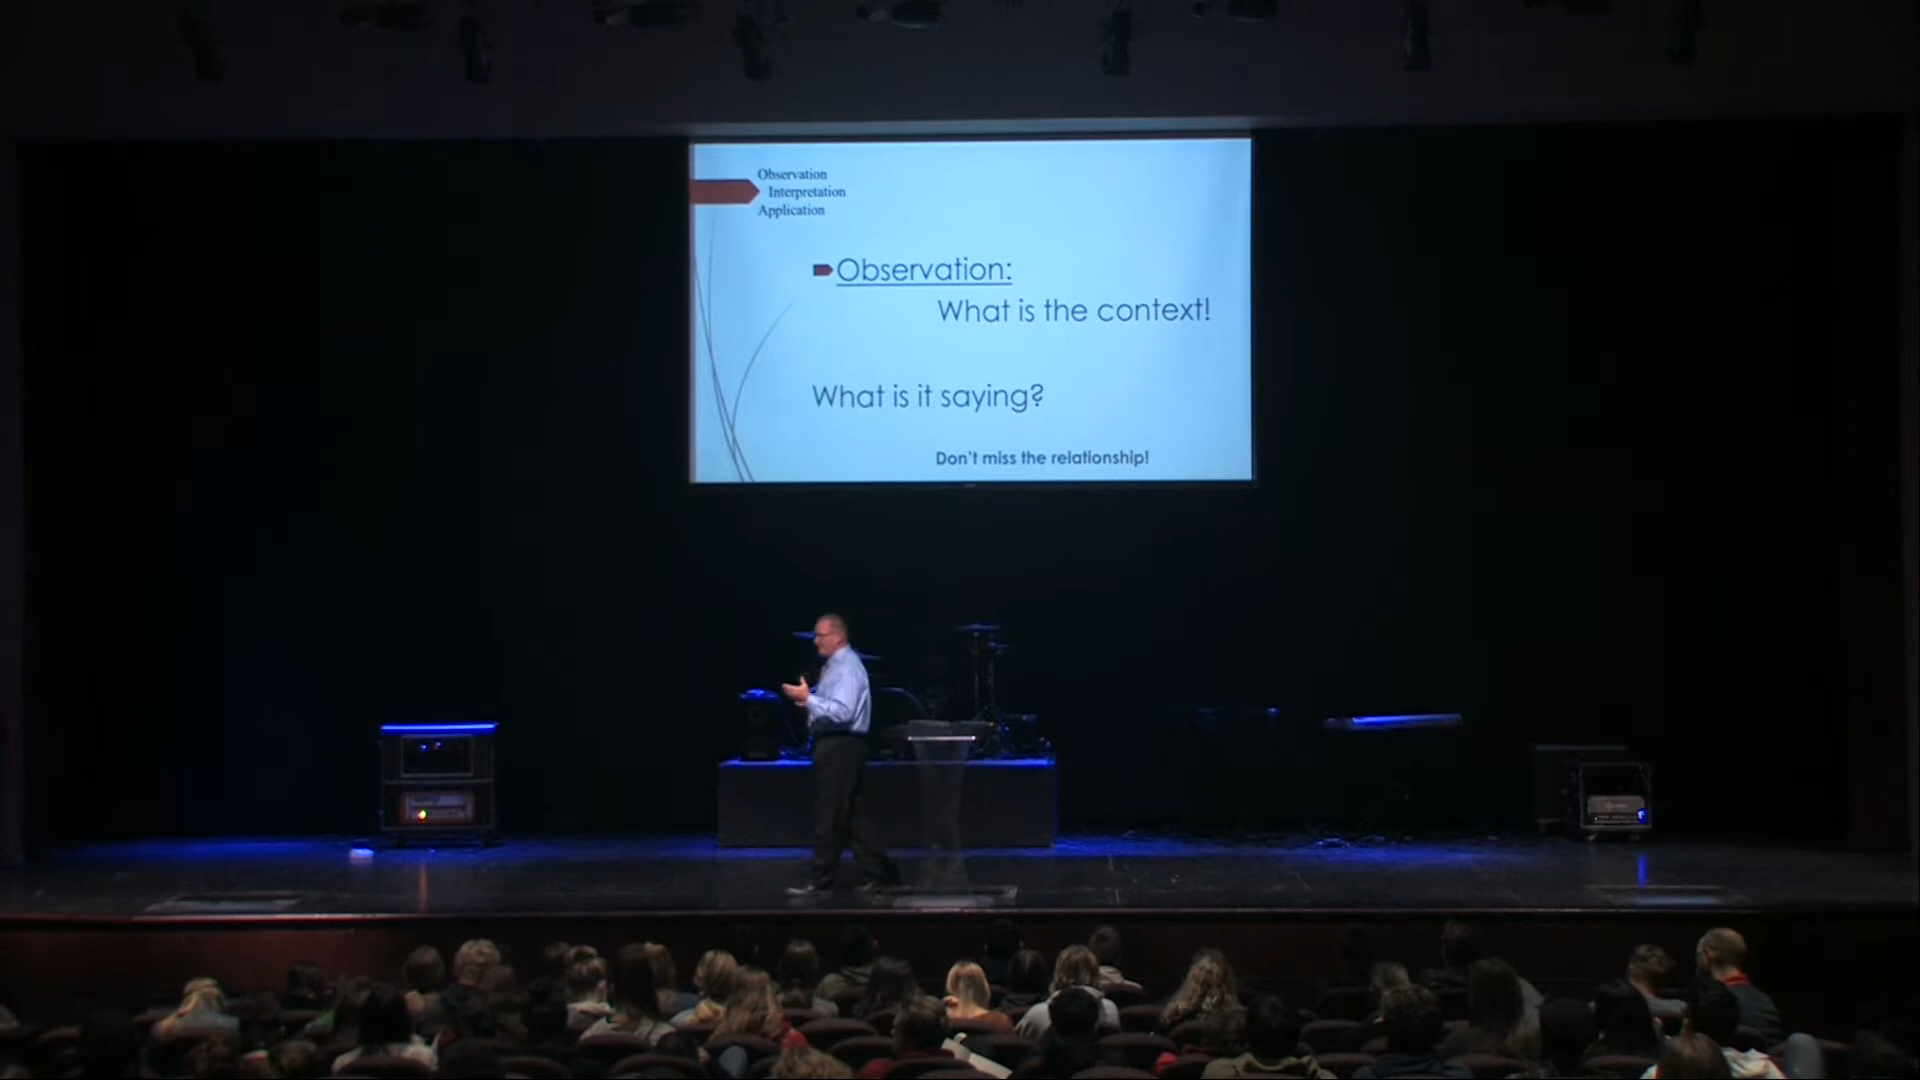 Observation
Interpretation
Application
Observation:
What is the context!
What is it saying?
Don't miss the relationship!